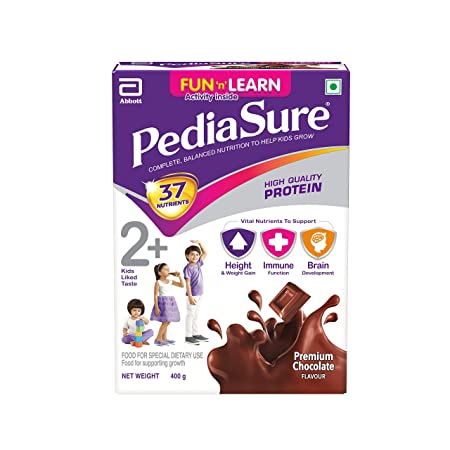 FUN 'n' LEARN
Activity inside
Abbott
PediaSure®
COMPLETE, BALANCED NUTRITION TO HELP KIDS GROW
37
NUTRIENTS
HIGH QUALITY
PROTEIN
2+
Kids
Liked
Taste
Vital Nutrients To Support
Height
& Weight Gain
Immune
Function
Brain
Development
FOOD FOR SPECIAL DIETARY USE
Food for supporting growth
NET WEIGHT 400 g
Premium
Chocolate
FLAVOUR